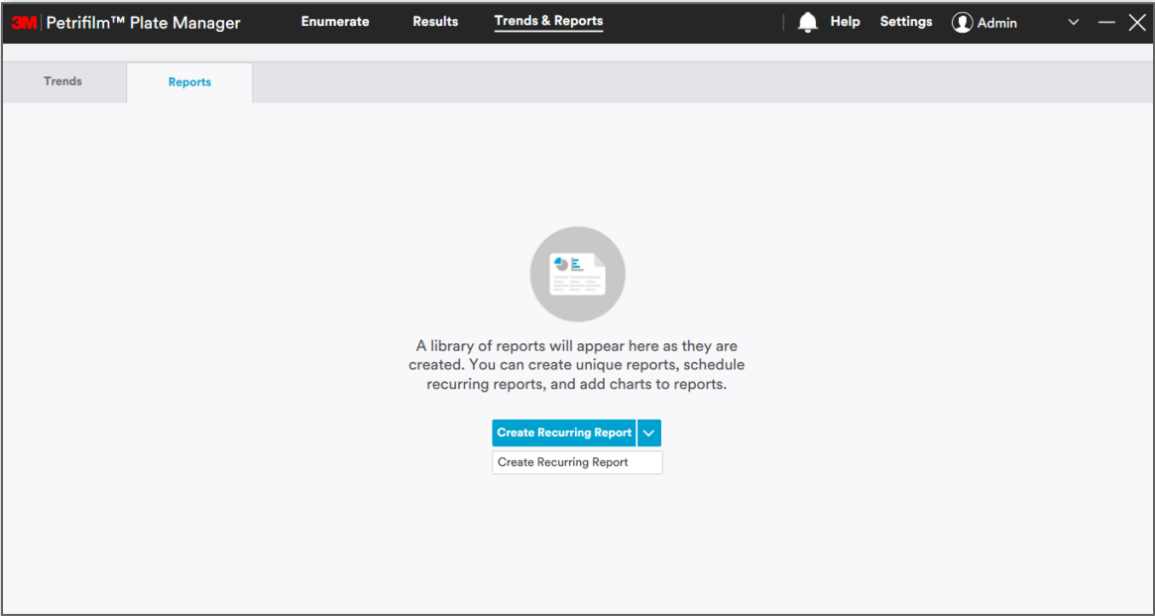 3M Petrifilm™ Plate Manager Enumerate Results Trends & Reports Help Settings Admin
Trends Reports
A library of reports will appear here as they are
created. You can create unique reports, schedule
recurring reports, and add charts to reports.
Create Recurring Report
Create Recurring Report